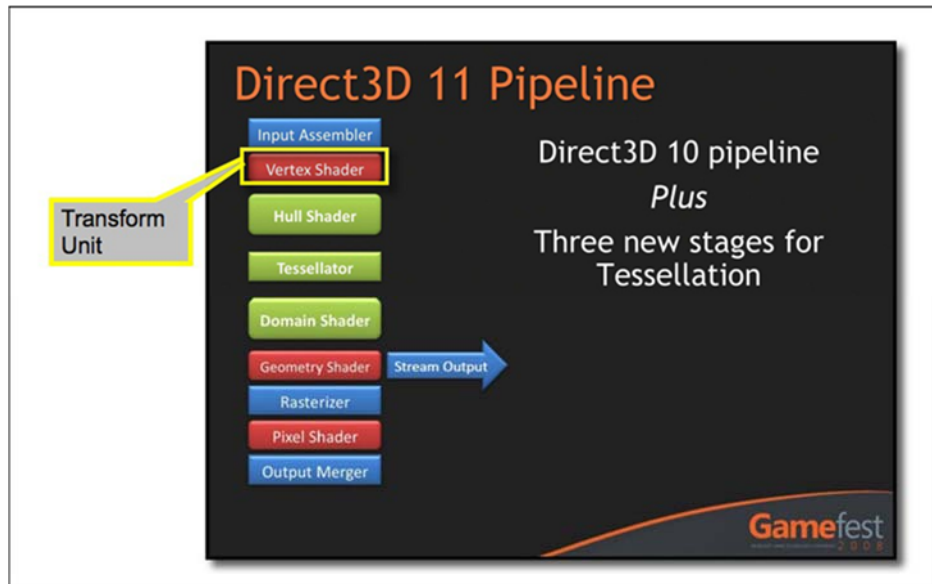 Direct3D 11 Pipeline
Input Assembler
Vertex Shader
Transform
Unit
Hull Shader
Tessellator
Domain Shader
Geometry Shader
Stream Output
Rasterizer
Pixel Shader
Output Merger
Direct3D 10 pipeline
Plus
Three new stages for
Tessellation
Gamefest
2008